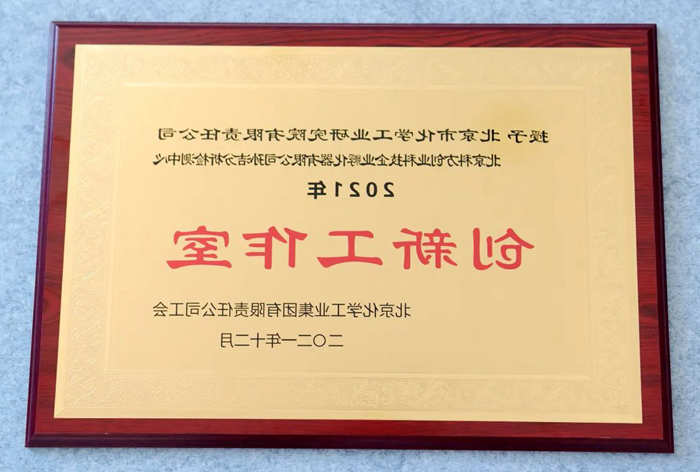 授予 北京市化学工业研究院有限责任公司
北京科方创业科技企业孵化器有限公司孙洁分析检测中心
2021年
创新工作室
北京化学工业集团有限责任公司工会
二〇二一年十二月